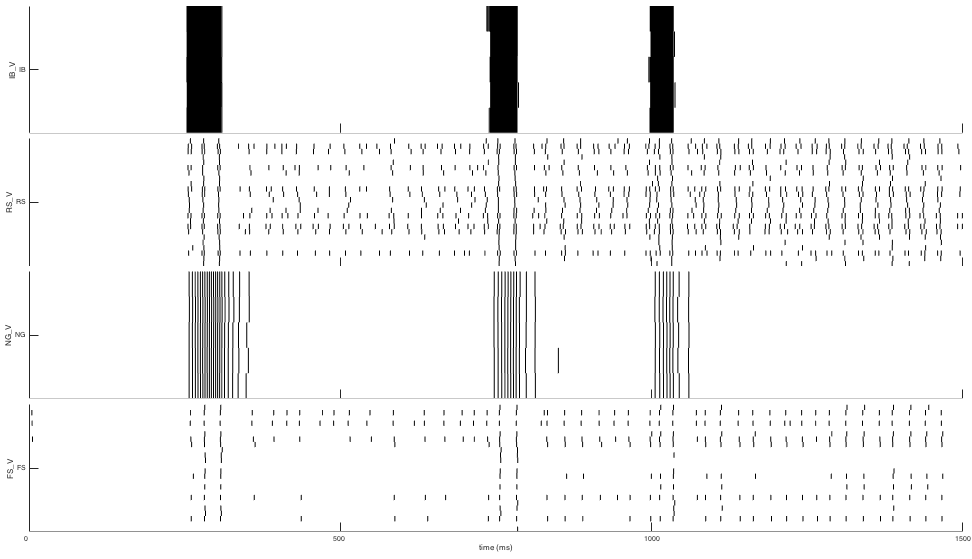 IB_V
IB
RS_V
RS
NG_V
NG
FS_V
FS
0
500
1000
1500
time (ms)